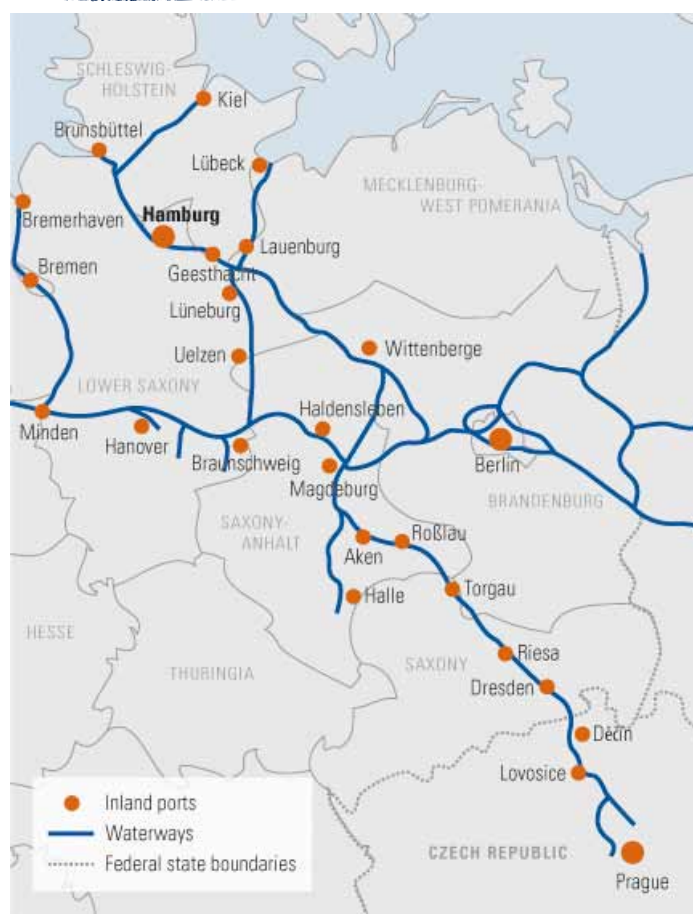 SCHLESWIG-
HOLSTEIN
Kiel
Brunsbüttel
Lübeck
MECKLENBURG-
WEST POMERANIA
Bremerhaven
Hamburg
Lauenburg
Geesthacht
Bremen
Lüneburg
Uelzen
Wittenberge
LOWER SAXONY
Haldensleben
Minden
Hanover
Braunschweig
Berlin
Magdeburg
BRANDENBURG
SAXONY-
ANHALT
Roßlau
Aken
Halle
Torgau
HESSE
Riesa
SAXONY
THURINGIA
Dresden
Děčín
Lovosice
Inland ports
Waterways
Federal state boundaries
CZECH REPUBLIC
Prague